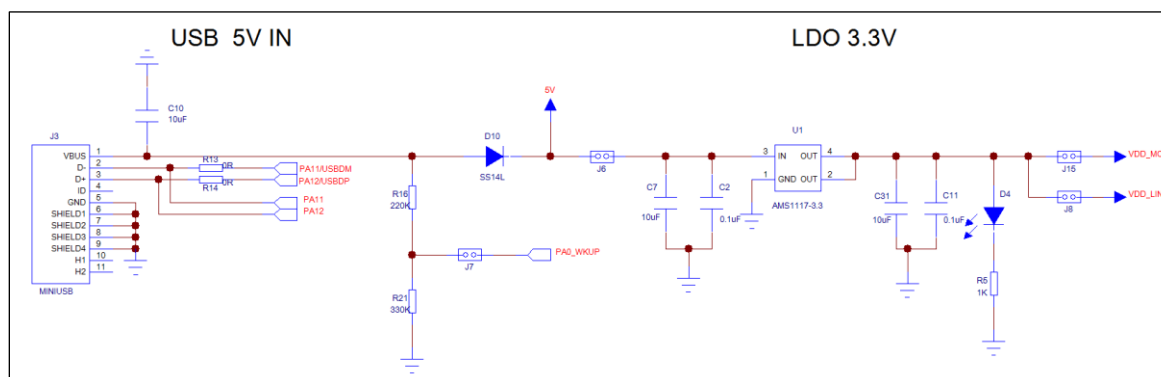 USB 5V IN
LDO 3.3V
C10
10uF
J3
5V
D10
SS14L
U1
VBUS 1
D- 2
D+ 3
ID 4
GND 5
SHIELD1 6
SHIELD2 7
SHIELD3 8
SHIELD4 9
H1 10
H2 11
MINIUSB
R13 0R
PA11/USBDM
R14 0R
PA12/USBDP
PA11
PA12
R16
220K
J7
PA0_WKUP
R21
330K
J6
C7
10uF
C2
0.1uF
3 IN OUT 4
1 GND OUT 2
AMS1117-3.3
C31
10uF
C11
0.1uF
D4
R5
1K
J15
J8
VDD_LIN